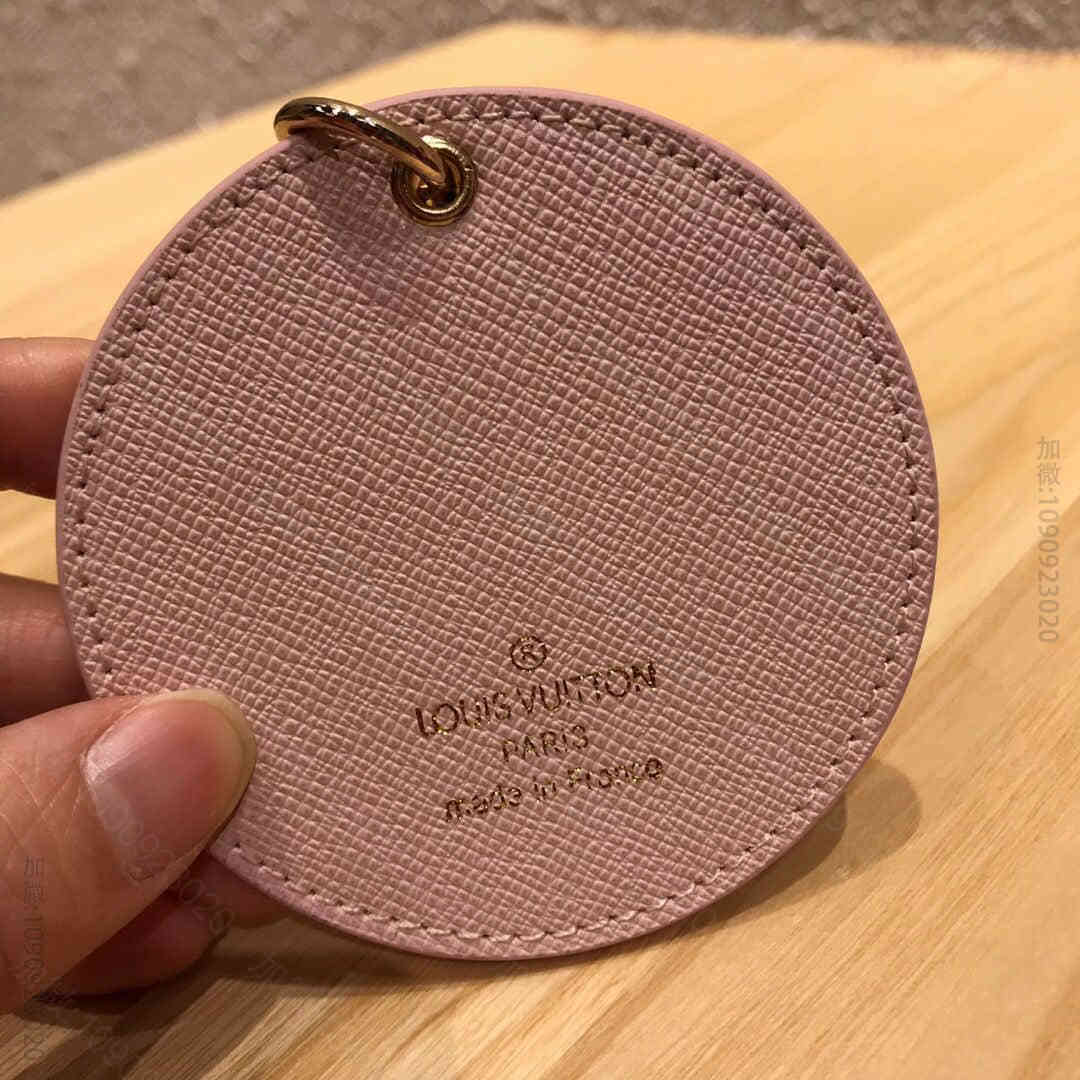 ®
LOUIS VUITTON
PARIS
made in France
加微:1090923020